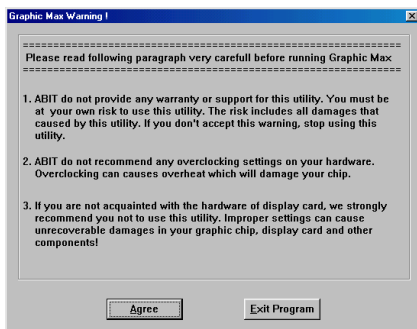 Graphic Max Warning !
==================================================
Please read following paragraph very carefull before running Graphic Max
==================================================
1. ABIT do not provide any warranty or support for this utility. You must be
at your own risk to use this utility. The risk includes all damages that
caused by this utility. If you don't accept this warning, stop using this
utility.
2. ABIT do not recommend any overclocking settings on your hardware.
Overclocking can causes overheat which will damage your chip.
3. If you are not acquainted with the hardware of display card, we strongly
recommend you not to use this utility. Improper settings can cause
unrecoverable damages in your graphic chip, display card and other
components!
Agree Exit Program